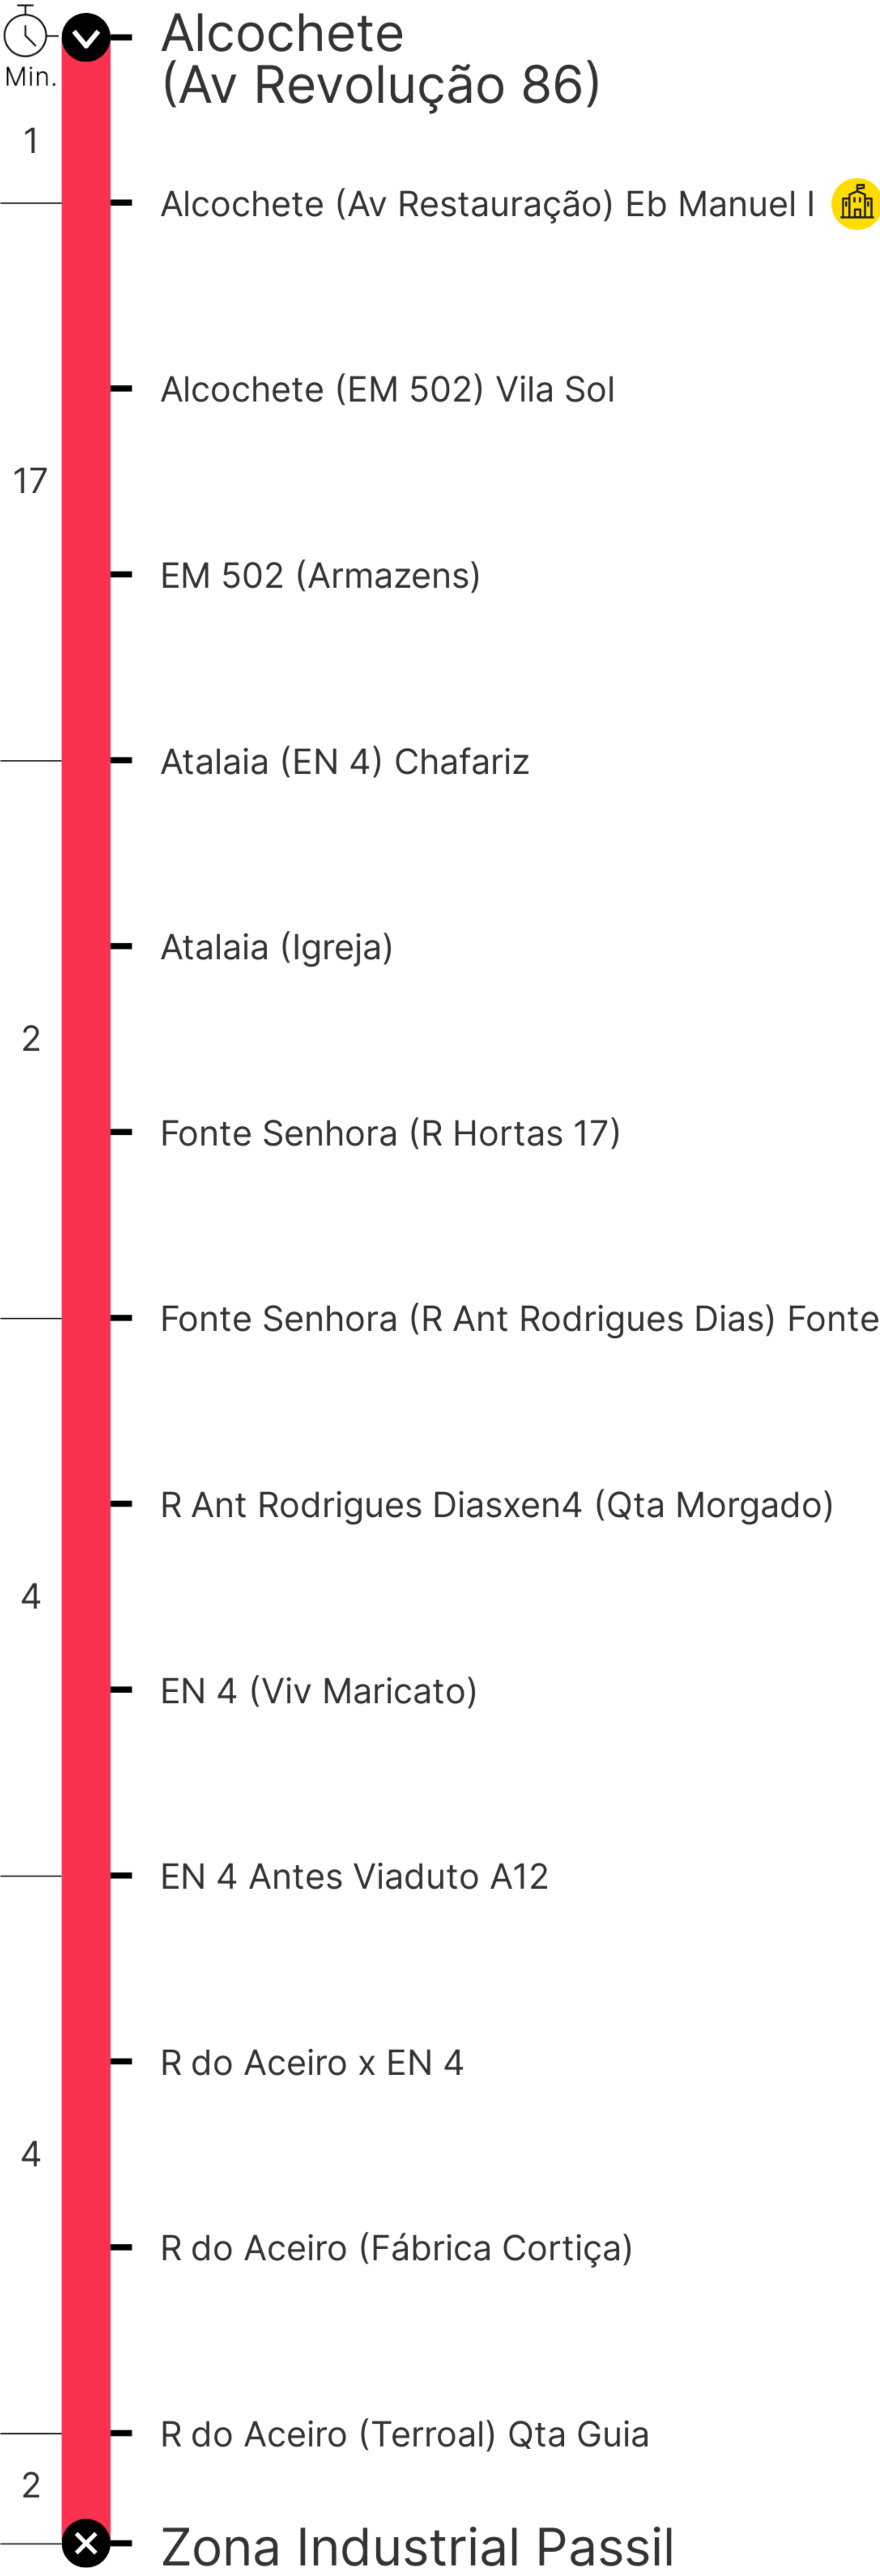 Alcochete
(Av Revolução 86)
Min.
1
Alcochete (Av Restauração) Eb Manuel I
Alcochete (EM 502) Vila Sol
17
EM 502 (Armazens)
Atalaia (EN 4) Chafariz
Atalaia (Igreja)
2
Fonte Senhora (R Hortas 17)
Fonte Senhora (R Ant Rodrigues Dias) Fonte
R Ant Rodrigues Diasxen4 (Qta Morgado)
4
EN 4 (Viv Maricato)
EN 4 Antes Viaduto A12
R do Aceiro x EN 4
4
R do Aceiro (Fábrica Cortiça)
R do Aceiro (Terroal) Qta Guia
2
Zona Industrial Passil